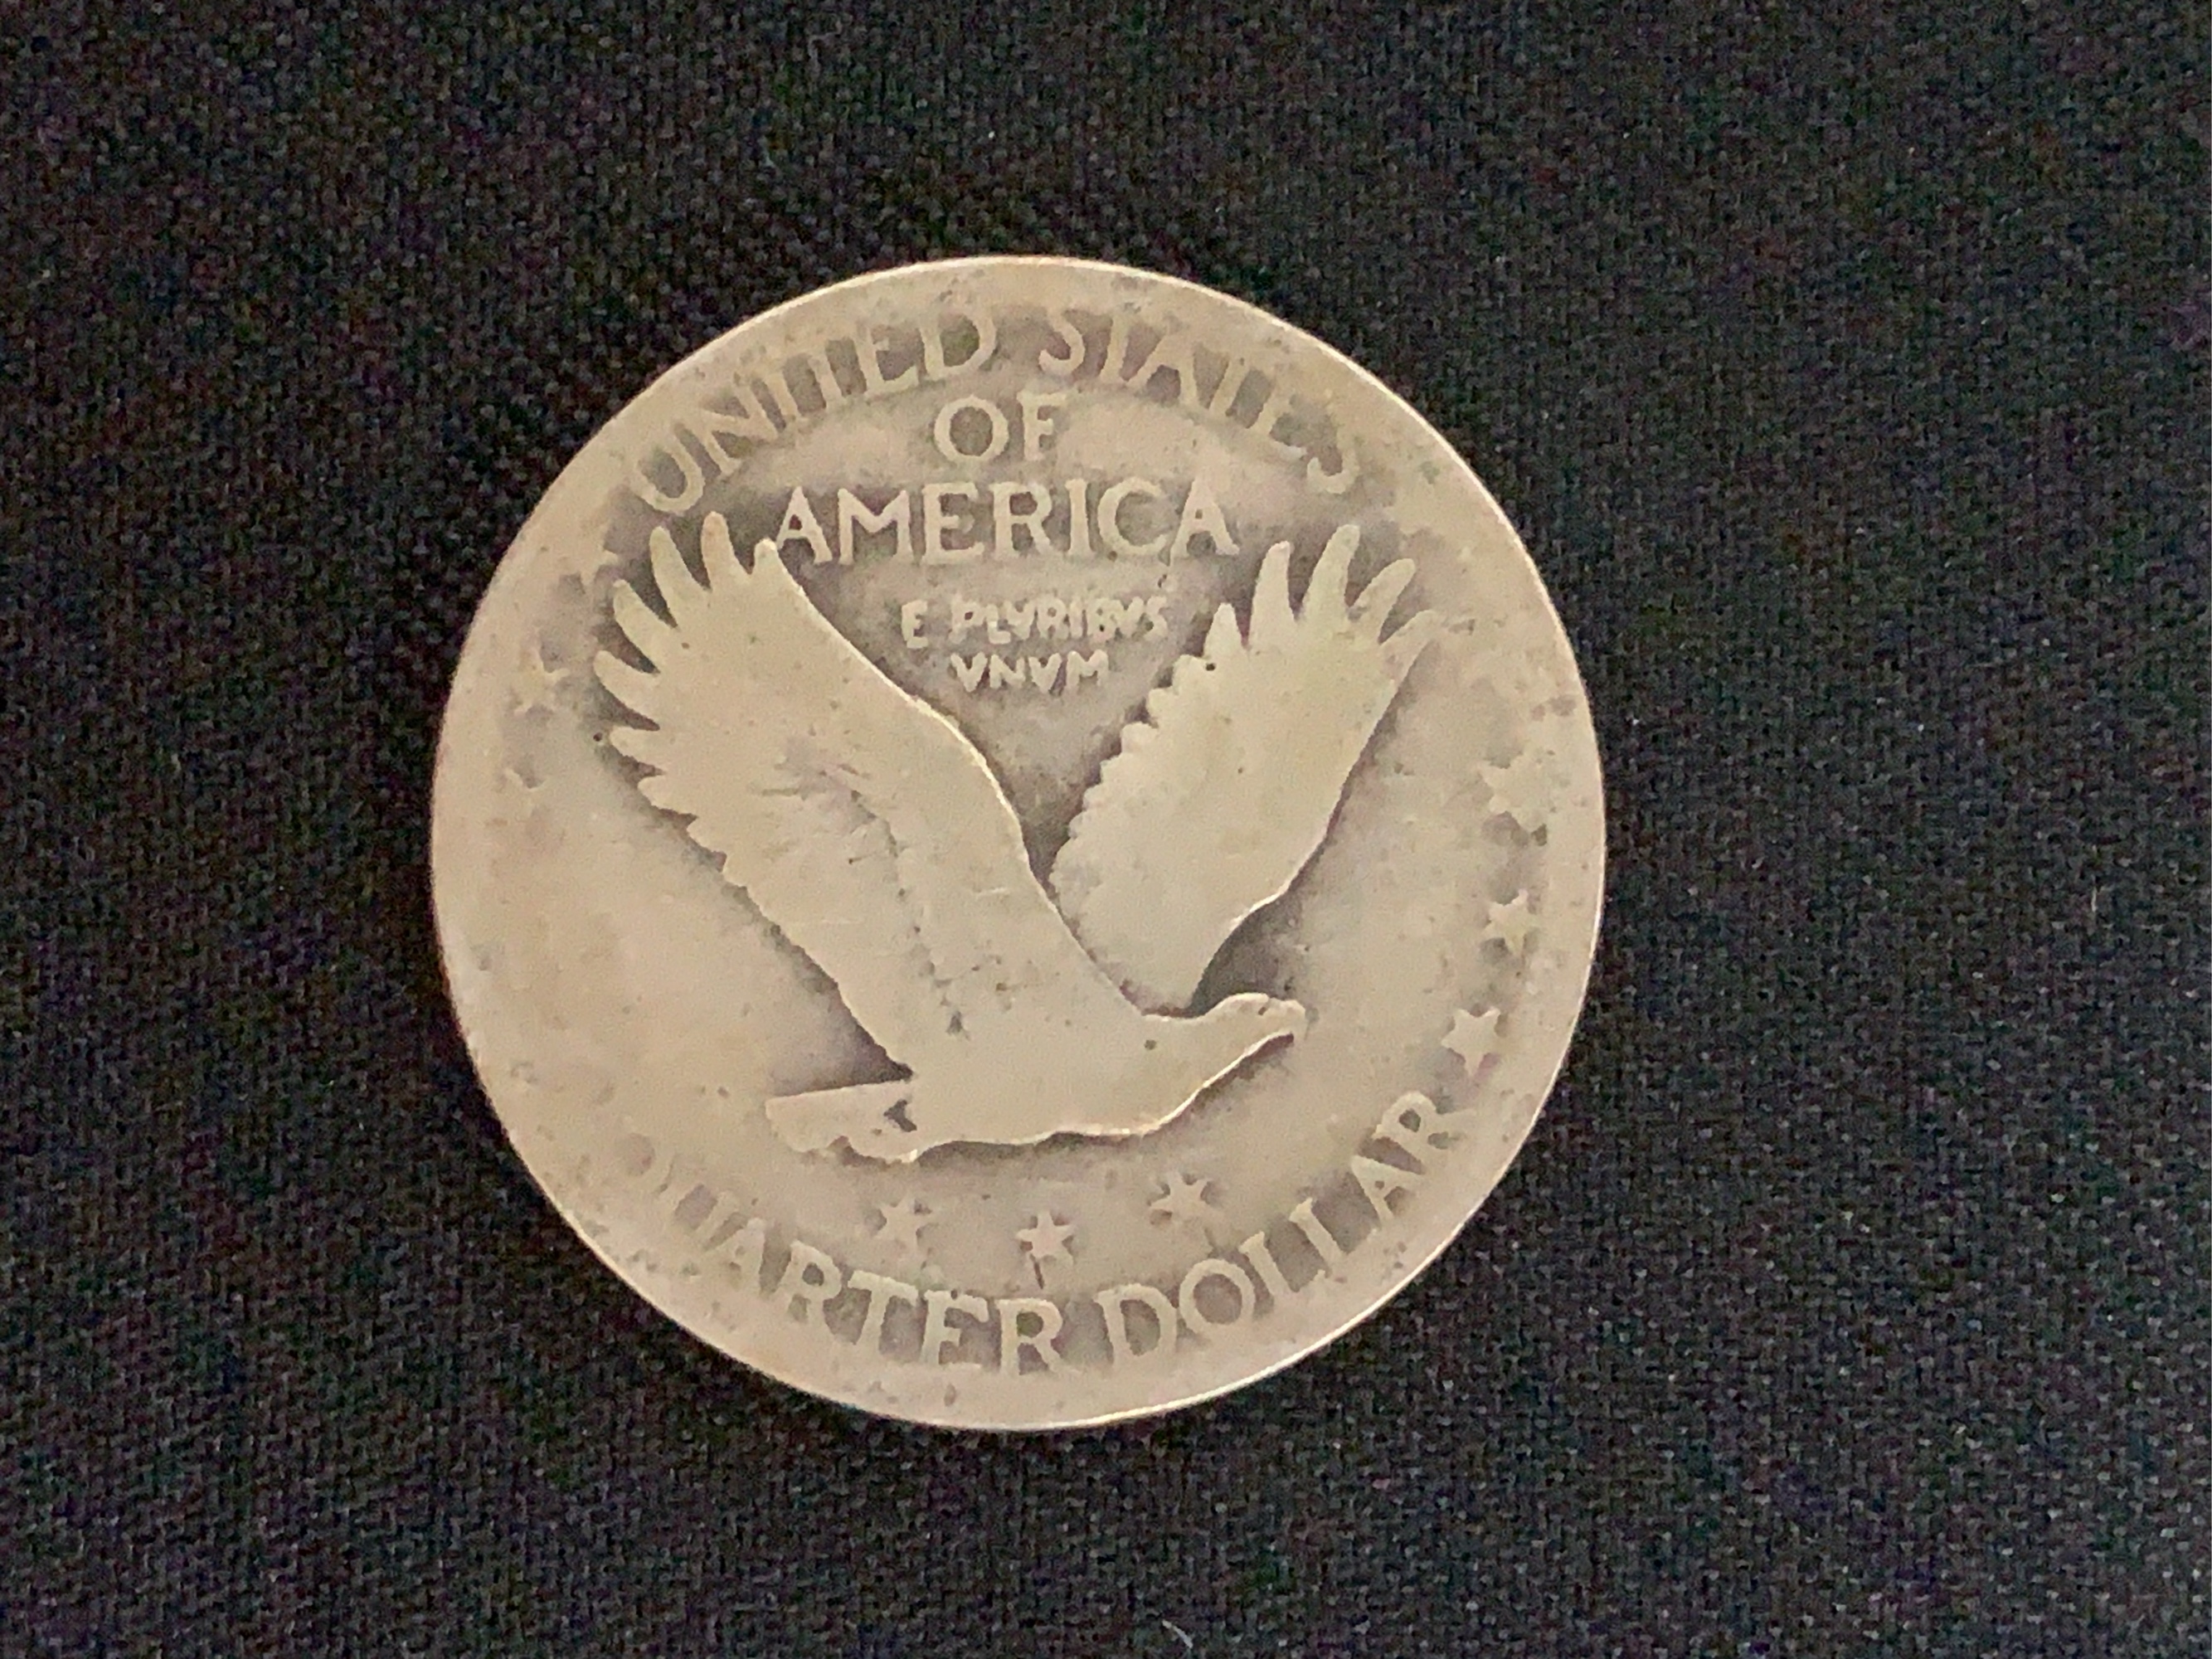 UNITED STATES
OF
AMERICA
E PLVRIBVS
VNVM
QUARTER DOLLAR